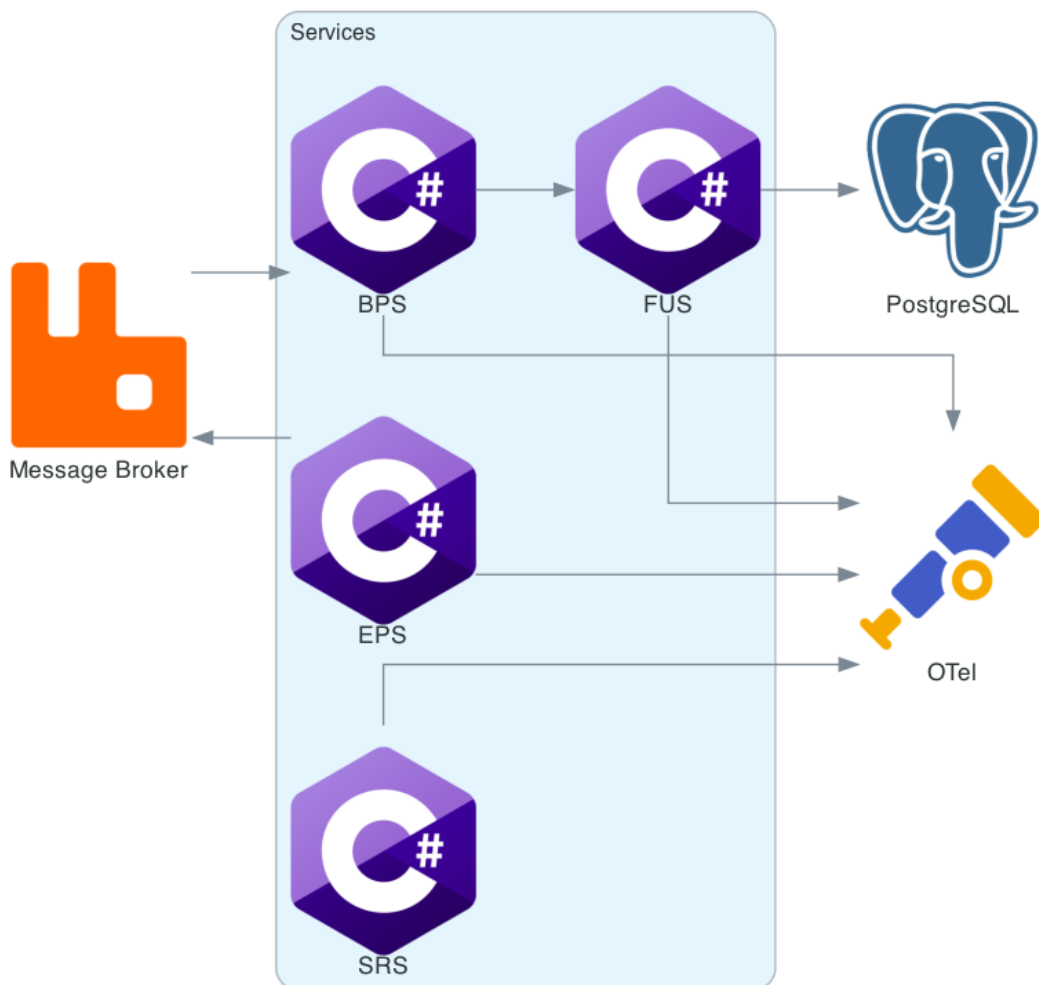 Services
C#
C#
BPS
FUS
PostgreSQL
Message Broker
C#
EPS
OTel
C#
SRS